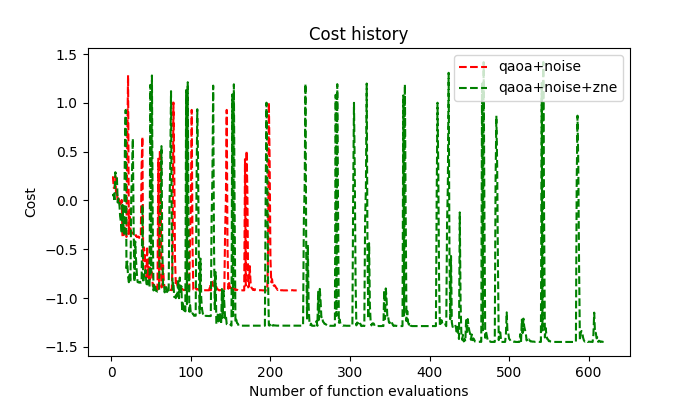 Cost history
1.5
1.0
0.5
0.0
−0.5
−1.0
−1.5
Cost
qaoa+noise
qaoa+noise+zne
0
100
200
300
400
500
600
Number of function evaluations